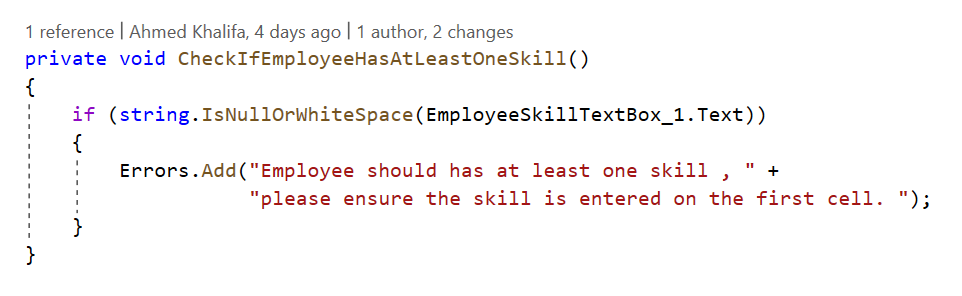 1 reference | Ahmed Khalifa, 4 days ago | 1 author, 2 changes
private void CheckIfEmployeeHasAtLeastOneSkill()
{
if (string.IsNullOrWhiteSpace(EmployeeSkillTextBox_1.Text))
{
Errors.Add("Employee should has at least one skill , " +
"please ensure the skill is entered on the first cell. ");
}
}